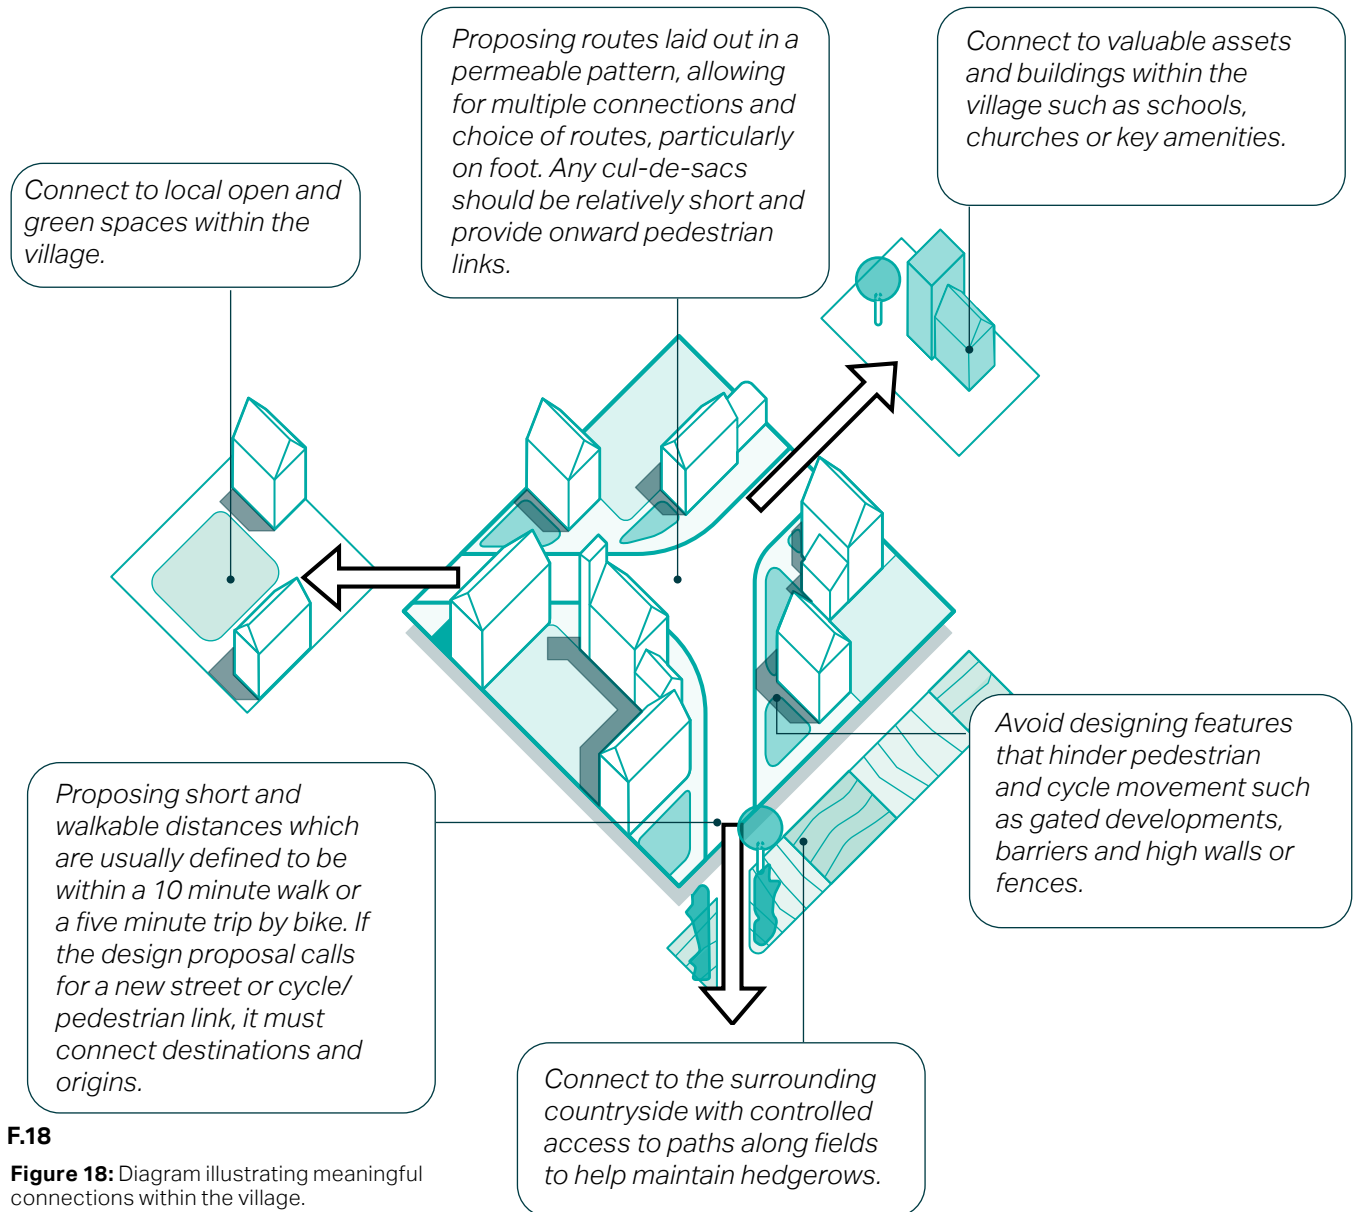 Proposing routes laid out in a
permeable pattern, allowing
for multiple connections and
choice of routes, particularly
on foot. Any cul-de-sacs
should be relatively short and
provide onward pedestrian
links.
Connect to valuable assets
and buildings within the
village such as schools,
churches or key amenities.
Connect to local open and
green spaces within the
village.
Avoid designing features
that hinder pedestrian
and cycle movement such
as gated developments,
barriers and high walls or
fences.
Proposing short and
walkable distances which
are usually defined to be
within a 10 minute walk or
a five minute trip by bike. If
the design proposal calls
for a new street or cycle/
pedestrian link, it must
connect destinations and
origins.
Connect to the surrounding
countryside with controlled
access to paths along fields
to help maintain hedgerows.
F.18
Figure 18: Diagram illustrating meaningful
connections within the village.